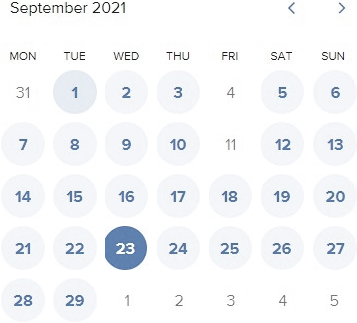 September 2021
MON TUE WED THU FRI SAT SUN
31 1 2 3 4 5 6
7 8 9 10 11 12 13
14 15 16 17 18 19 20
21 22 23 24 25 26 27
28 29 1 2 3 4 5